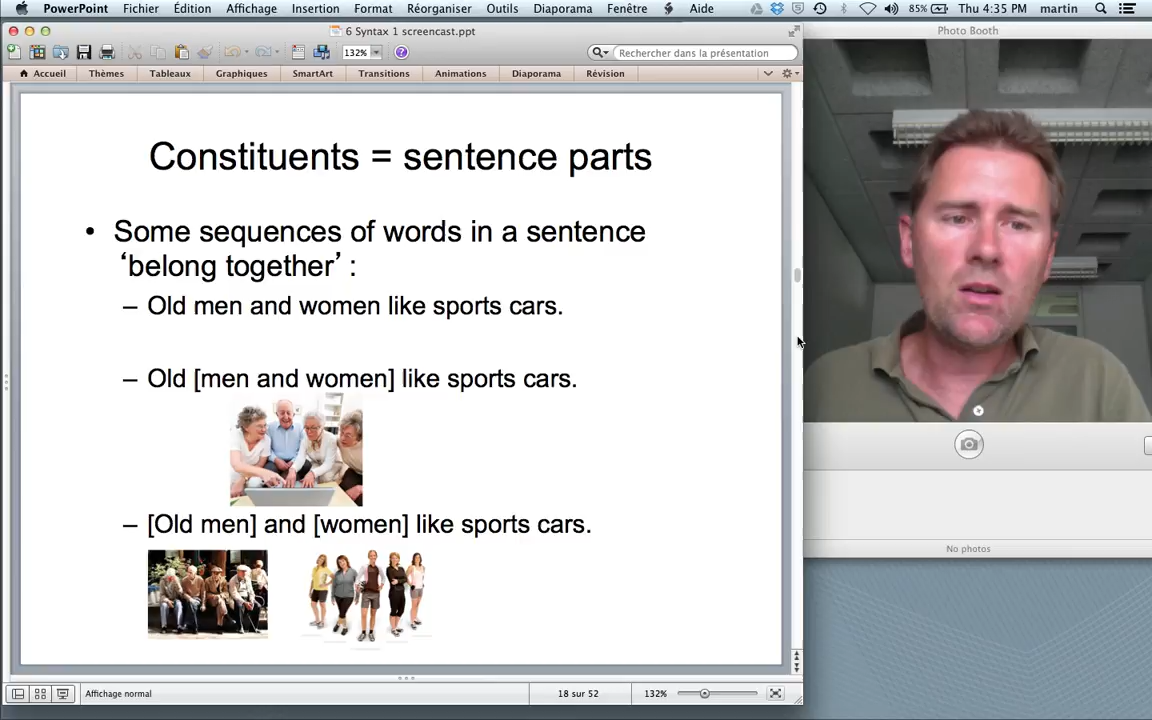 PowerPoint Fichier Édition Affichage Insertion Format Réorganiser Outils Diaporama Fenêtre Aide 85% Thu 4:35 PM martin
6 Syntax 1 screencast.ppt
Photo Booth
132% Rechercher dans la présentation
Accueil Thèmes Tableaux Graphiques SmartArt Transitions Animations Diaporama Révision
Constituents = sentence parts
• Some sequences of words in a sentence
‘belong together’ :
– Old men and women like sports cars.
– Old [men and women] like sports cars.
– [Old men] and [women] like sports cars.
No photos
Affichage normal 18 sur 52 132%